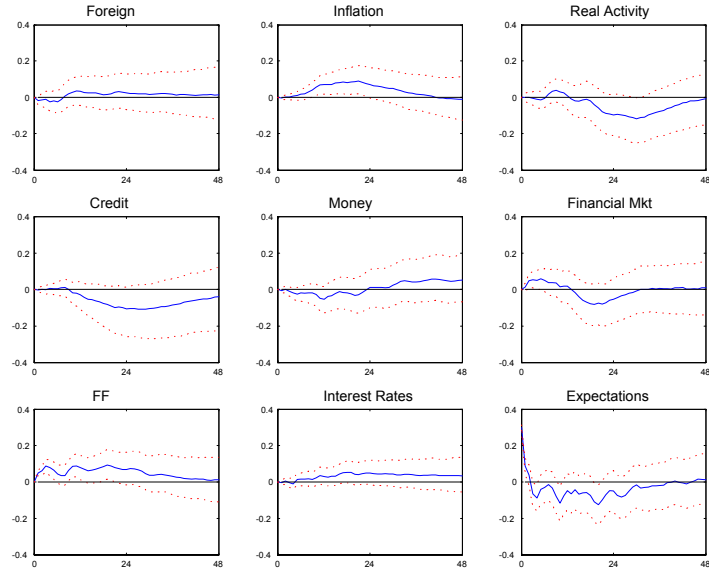 Foreign Inflation Real Activity
0.4 0.4 0.4
0.2 0.2 0.2
0 0 0
-0.2 -0.2 -0.2
-0.4 -0.4 -0.4
0 24 48 0 24 48 0 24 48
Credit Money Financial Mkt
0.4 0.4 0.4
0.2 0.2 0.2
0 0 0
-0.2 -0.2 -0.2
-0.4 -0.4 -0.4
0 24 48 0 24 48 0 24 48
FF Interest Rates Expectations
0.4 0.4 0.4
0.2 0.2 0.2
0 0 0
-0.2 -0.2 -0.2
-0.4 -0.4 -0.4
0 24 48 0 24 48 0 24 48